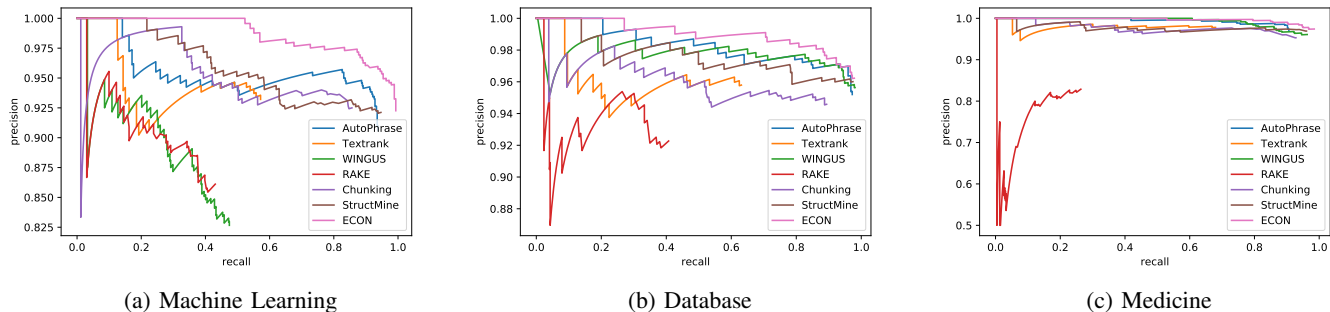 1.000
0.975
0.950
0.925
0.900
0.875
0.850
0.825
precision
0.0 0.2 0.4 0.6 0.8 1.0
recall
AutoPhrase
Textrank
WINGUS
RAKE
Chunking
StructMine
ECON
(a) Machine Learning
1.00
0.98
0.96
0.94
0.92
0.90
0.88
precision
0.0 0.2 0.4 0.6 0.8 1.0
recall
AutoPhrase
Textrank
WINGUS
RAKE
Chunking
StructMine
ECON
(b) Database
1.0
0.9
0.8
0.7
0.6
0.5
precision
0.0 0.2 0.4 0.6 0.8 1.0
recall
AutoPhrase
Textrank
WINGUS
RAKE
Chunking
StructMine
ECON
(c) Medicine